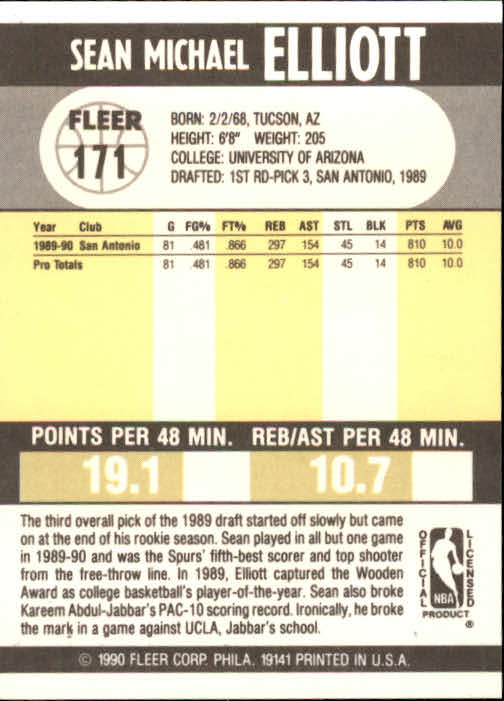 SEAN MICHAEL ELLIOTT
FLEER
171
BORN: 2/2/68, TUCSON, AZ
HEIGHT: 6'8" WEIGHT: 205
COLLEGE: UNIVERSITY OF ARIZONA
DRAFTED: 1ST RD-PICK 3, SAN ANTONIO, 1989
Year Club G FG% FT% REB AST STL BLK PTS AVG
1989-90 San Antonio 81 .481 .866 297 154 45 14 810 10.0
Pro Totals 81 .481 .866 297 154 45 14 810 10.0
POINTS PER 48 MIN. REB/AST PER 48 MIN.
19.1 10.7
The third overall pick of the 1989 draft started off slowly but came
on at the end of his rookie season. Sean played in all but one game
in 1989-90 and was the Spurs' fifth-best scorer and top shooter
from the free-throw line. In 1989, Elliott captured the Wooden
Award as college basketball's player-of-the-year. Sean also broke
Kareem Abdul-Jabbar's PAC-10 scoring record. Ironically, he broke
the mark in a game against UCLA, Jabbar's school.
OFFICIAL
LICENSED
NBA
PRODUCT
®
© 1990 FLEER CORP. PHILA. 19141 PRINTED IN U.S.A.